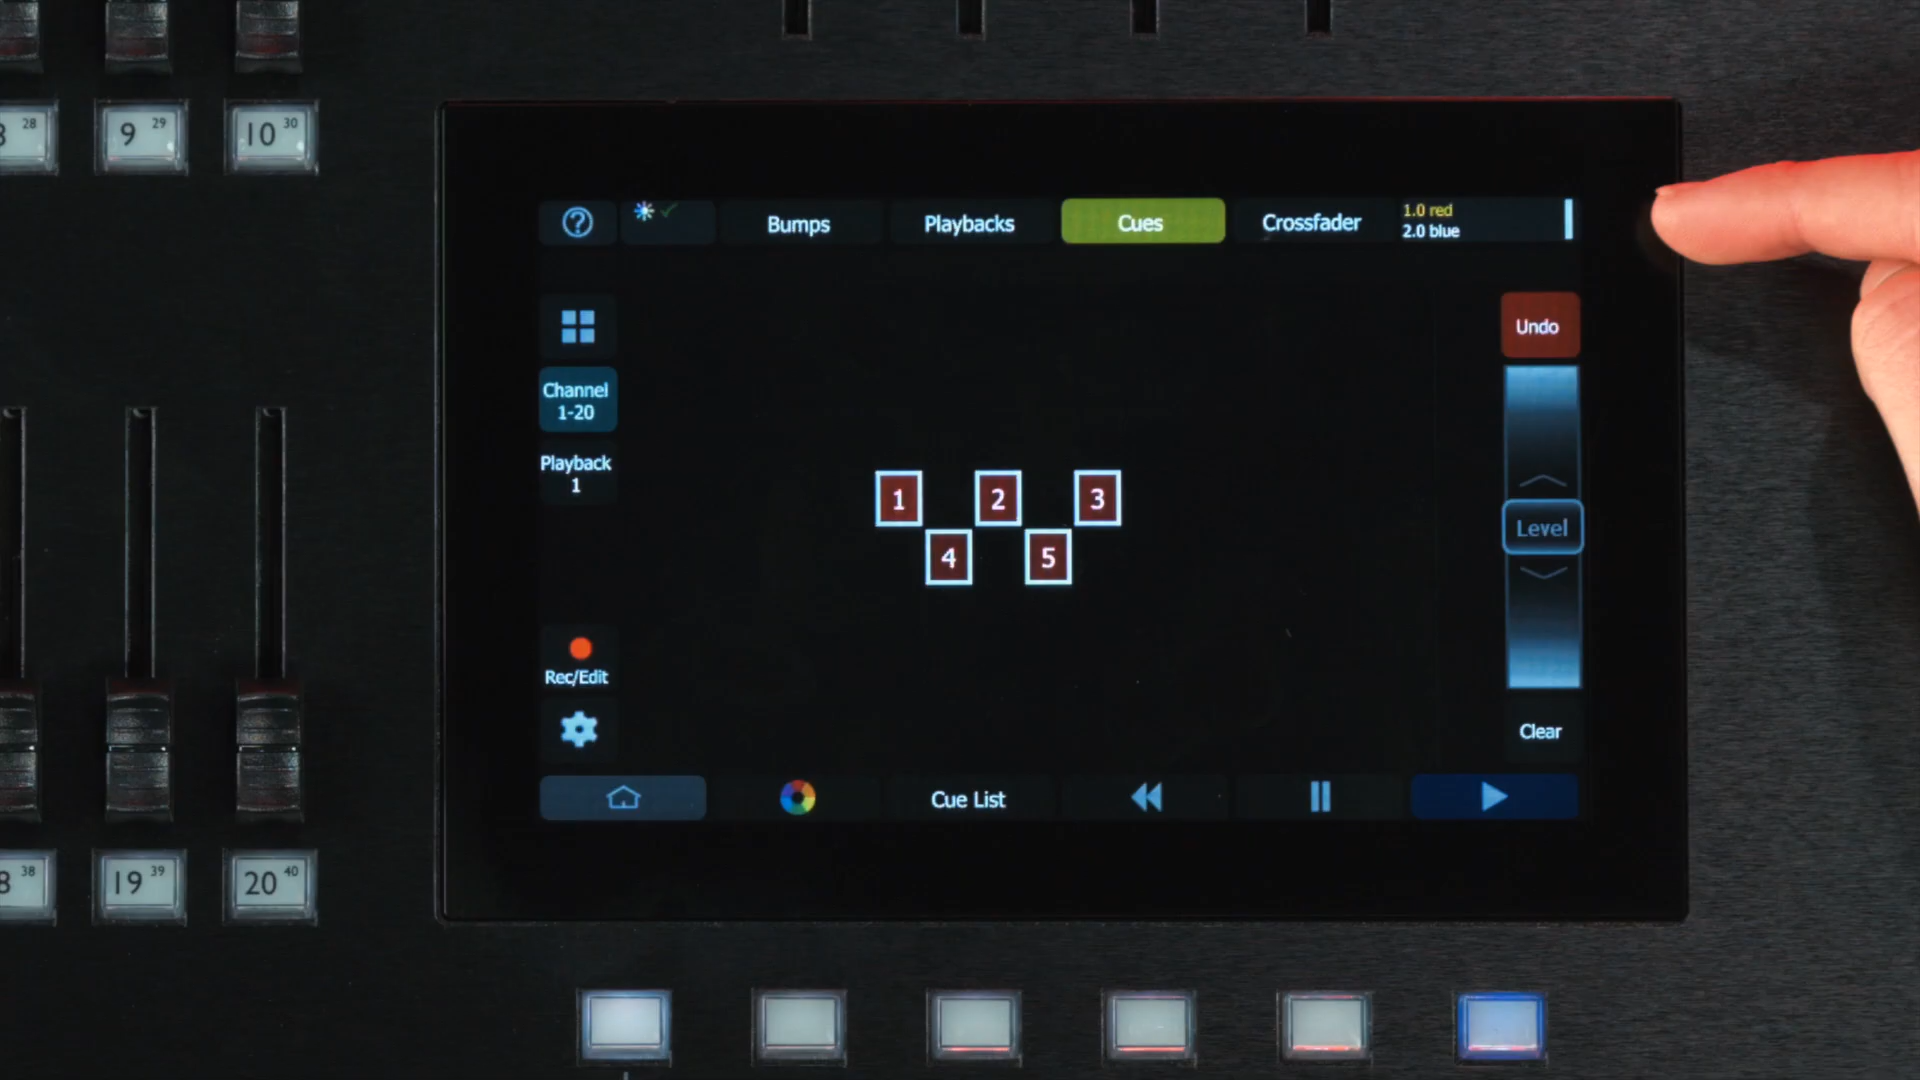 28
9 29
10 30
?
Bumps
Playbacks
Cues
Crossfader
1.0 red
2.0 blue
Undo
Channel
1-20
Playback
1
1
2
3
4
5
Level
Rec/Edit
Clear
Cue List
8 38
19 39
20 40